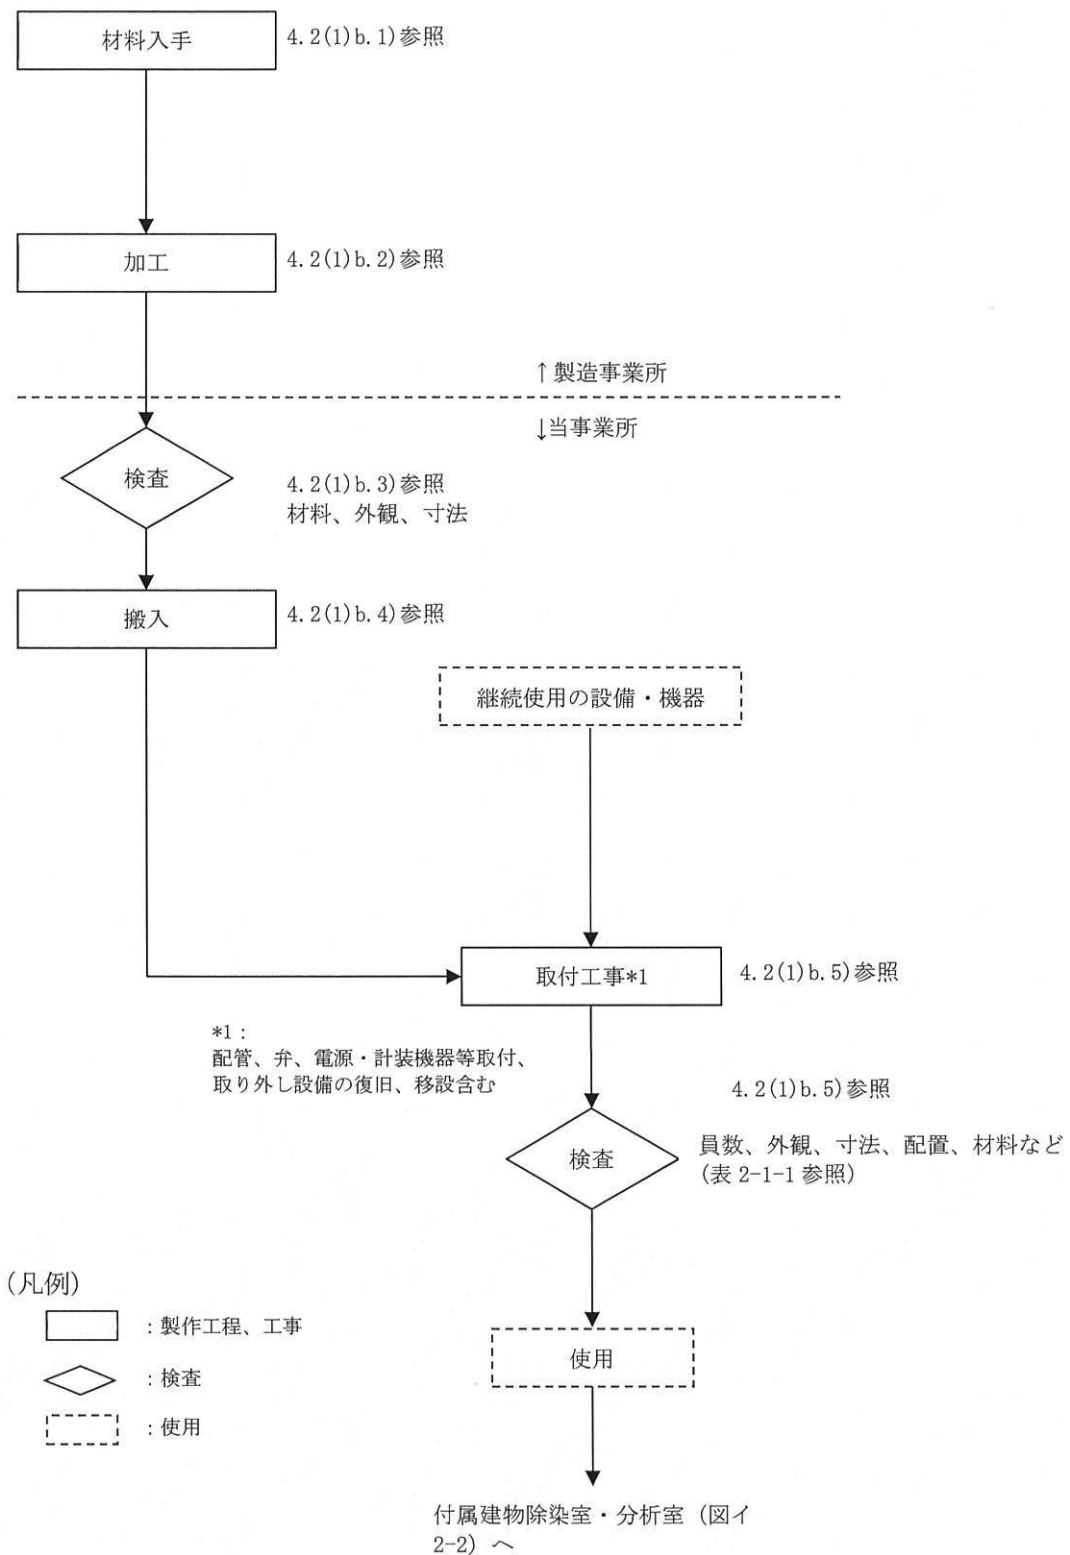 材料入手
4.2(1)b.1)参照
加工
4.2(1)b.2)参照
↑製造事業所
↓当事業所
検査
4.2(1)b.3)参照
材料、外観、寸法
搬入
4.2(1)b.4)参照
継続使用の設備・機器
取付工事*1
4.2(1)b.5)参照
*1：
配管、弁、電源・計装機器等取付、
取り外し設備の復旧、移設含む
4.2(1)b.5)参照
検査
員数、外観、寸法、配置、材料など
(表 2-1-1 参照)
(凡例)
：製作工程、工事
：検査
：使用
使用
付属建物除染室・分析室（図イ
2-2）へ